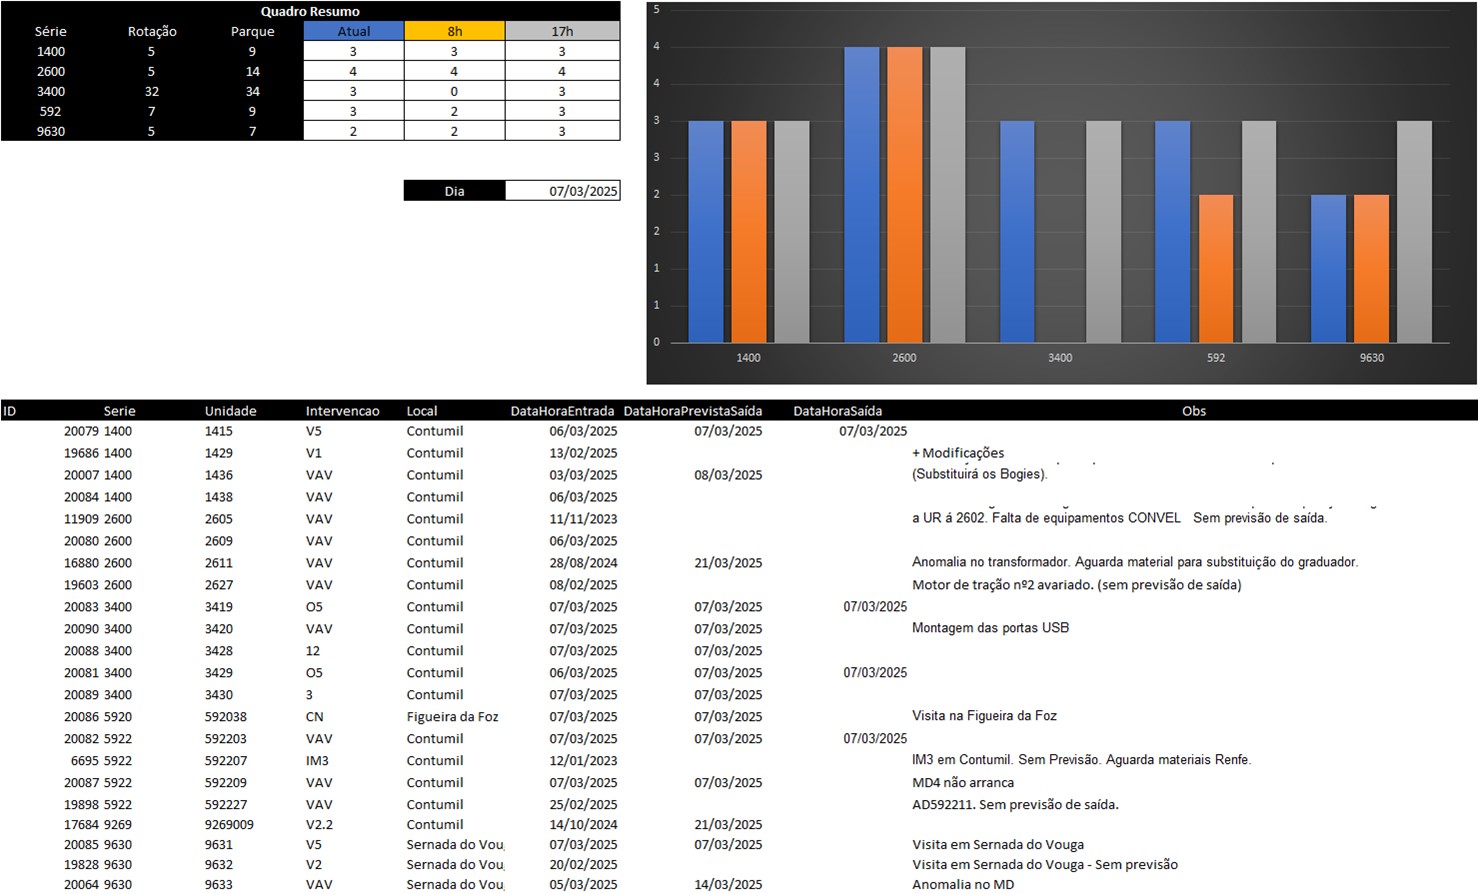 Quadro Resumo
Série Rotação Parque Atual 8h 17h
1400 5 9 3 3 3
2600 5 14 4 4 4
3400 32 34 3 0 3
592 7 9 3 2 3
9630 5 7 2 2 3
Dia 07/03/2025
5
4
4
3
3
2
2
1
1
0
1400 2600 3400 592 9630
ID Serie Unidade Intervencao Local DataHoraEntrada DataHoraPrevistaSaída DataHoraSaída Obs
20079 1400 1415 V5 Contumil 06/03/2025 07/03/2025 07/03/2025
19686 1400 1429 V1 Contumil 13/02/2025 + Modificações
20007 1400 1436 VAV Contumil 03/03/2025 08/03/2025 (Substituirá os Bogies).
20084 1400 1438 VAV Contumil 06/03/2025
11909 2600 2605 VAV Contumil 11/11/2023 a UR á 2602. Falta de equipamentos CONVEL Sem previsão de saída.
20080 2600 2609 VAV Contumil 06/03/2025
16880 2600 2611 VAV Contumil 28/08/2024 21/03/2025 Anomalia no transformador. Aguarda material para substituição do graduador.
19603 2600 2627 VAV Contumil 08/02/2025 Motor de tração nº2 avariado. (sem previsão de saída)
20083 3400 3419 O5 Contumil 07/03/2025 07/03/2025 07/03/2025
20090 3400 3420 VAV Contumil 07/03/2025 07/03/2025 Montagem das portas USB
20088 3400 3428 12 Contumil 07/03/2025 07/03/2025
20081 3400 3429 O5 Contumil 06/03/2025 07/03/2025 07/03/2025
20089 3400 3430 3 Contumil 07/03/2025 07/03/2025
20086 5920 592038 CN Figueira da Foz 07/03/2025 07/03/2025 Visita na Figueira da Foz
20082 5922 592203 VAV Contumil 07/03/2025 07/03/2025 07/03/2025
6695 5922 592207 IM3 Contumil 12/01/2023 IM3 em Contumil. Sem Previsão. Aguarda materiais Renfe.
20087 5922 592209 VAV Contumil 07/03/2025 07/03/2025 MD4 não arranca
19898 5922 592227 VAV Contumil 25/02/2025 AD592211. Sem previsão de saída.
17684 9269 9269009 V2.2 Contumil 14/10/2024 21/03/2025
20085 9630 9631 V5 Sernada do Vou 07/03/2025 07/03/2025 Visita em Sernada do Vouga
19828 9630 9632 V2 Sernada do Vou 20/02/2025 Visita em Sernada do Vouga - Sem previsão
20064 9630 9633 VAV Sernada do Vou 05/03/2025 14/03/2025 Anomalia no MD